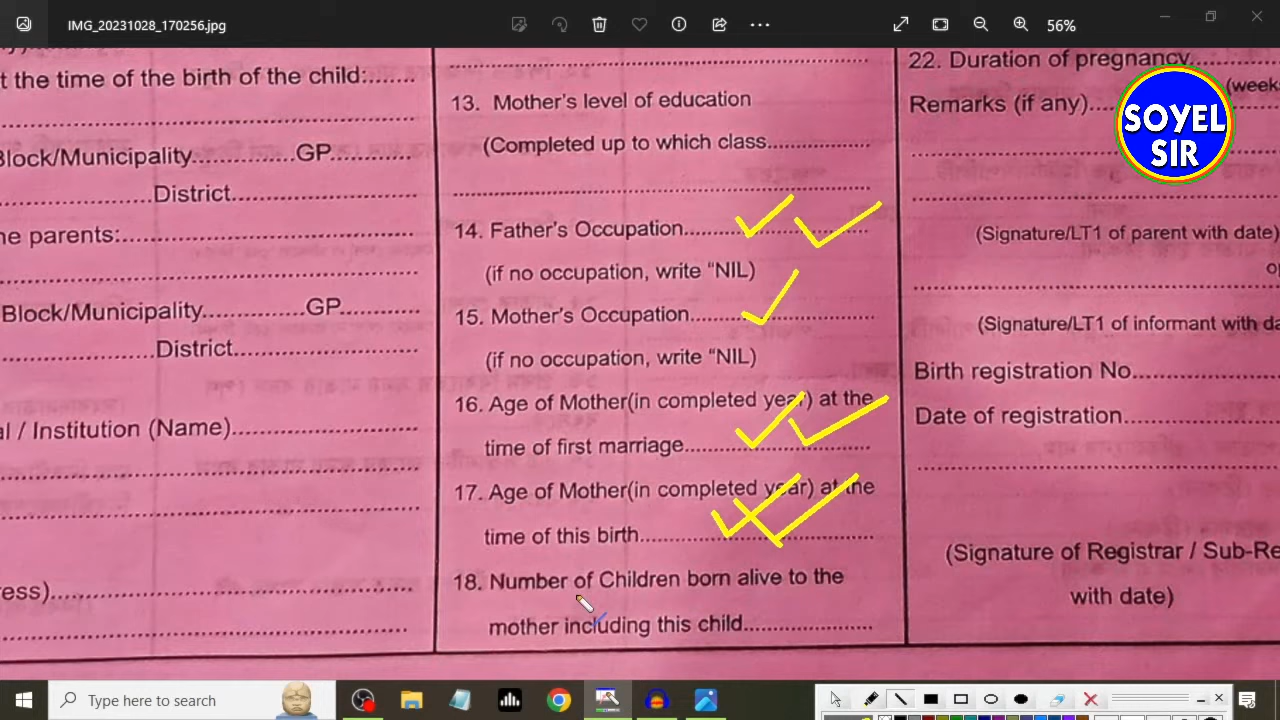 IMG_20231028_170256.jpg
56%
t the time of the birth of the child:.......
Block/Municipality.............GP............
.....................District.......................
ne parents:......................................
Block/Municipality.............GP............
.....................District.......................
al / Institution (Name)..........................
ress).............................................
13. Mother's level of education
(Completed up to which class................
14. Father's Occupation............................
(if no occupation, write "NIL)
15. Mother's Occupation...........................
(if no occupation, write "NIL)
16. Age of Mother(in completed year) at the
time of first marriage............................
17. Age of Mother(in completed year) at the
time of this birth...................................
18. Number of Children born alive to the
mother including this child....................
22. Duration of pregnancy..............
(week
Remarks (if any)....
SOYEL
SIR
(Signature/LT1 of parent with date)
o
(Signature/LT1 of informant with da
Birth registration No....................
Date of registration......................
(Signature of Registrar / Sub-Re
with date)
Type here to search